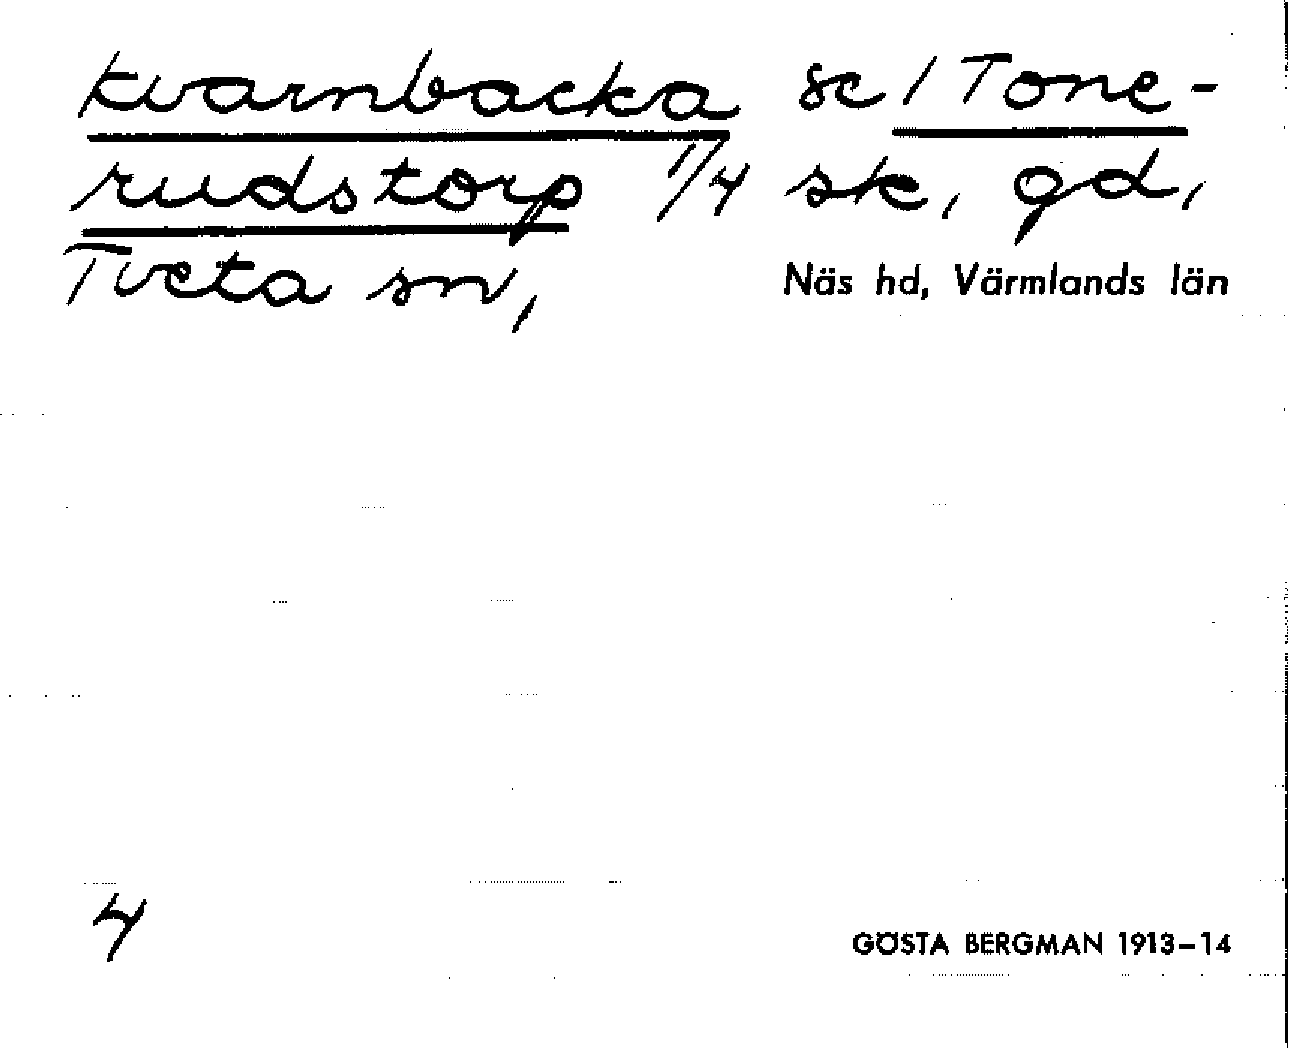 kvarnbacka se / Tone-
rudstorp 1/4 sk, gd,
Tveta sn, Näs hd, Värmlands län
4
GÖSTA BERGMAN 1913–14